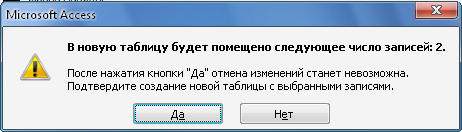 Microsoft Access
В новую таблицу будет помещено следующее число записей: 2.
После нажатия кнопки "Да" отмена изменений станет невозможна.
Подтвердите создание новой таблицы с выбранными записями.
Да
Нет